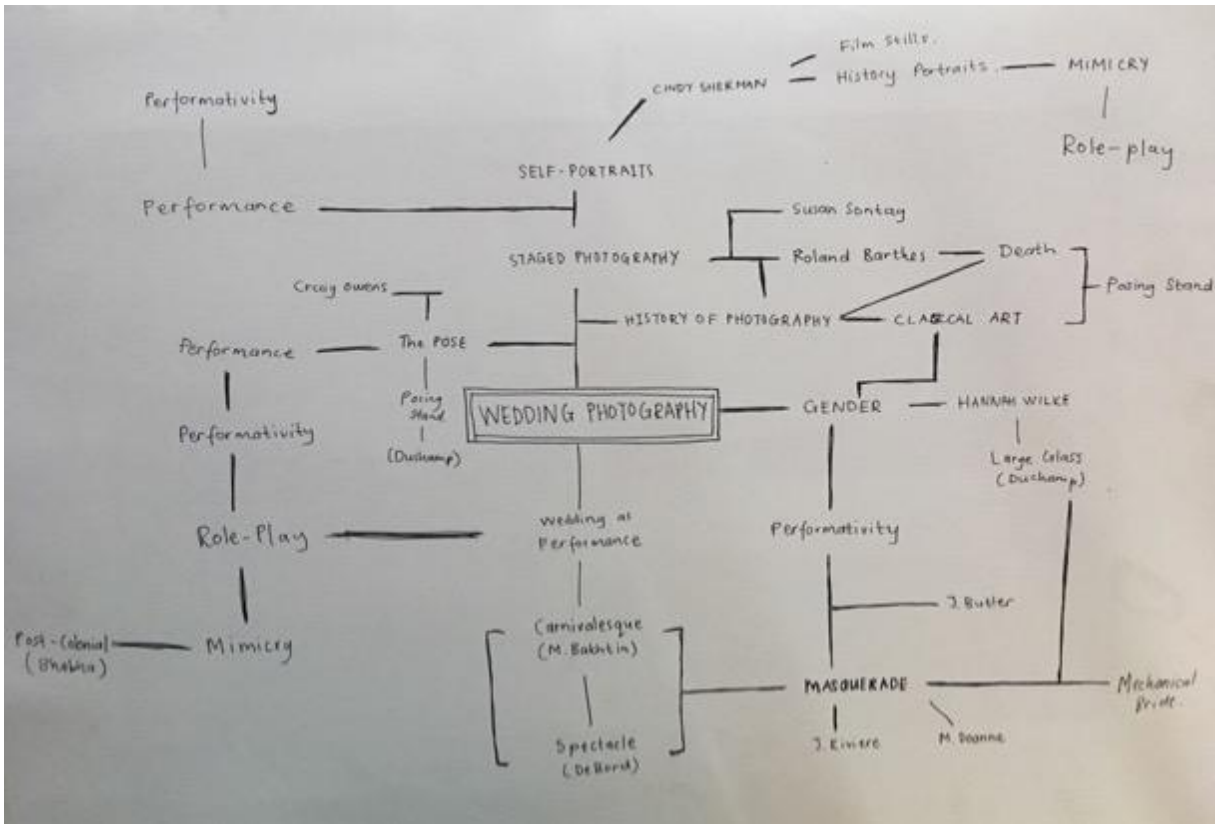 Film Stills.
CINDY SHERMAN
History Portraits.
MIMICRY
Performativity
Role-play
SELF-PORTRAITS
Performance
Susan Sontag
STAGED PHOTOGRAPHY
Roland Barthes
Death
Craig Owens
Posing Stand
HISTORY OF PHOTOGRAPHY
CLASSICAL ART
Performance
The POSE
Posing
Stand
(Duchamp)
WEDDING PHOTOGRAPHY
GENDER
HANNAH WILKE
Performativity
Large Glass
(Duchamp)
Role-Play
Wedding as
Performance
Performativity
J. Butler
Post-Colonial
(Bhabha)
Mimicry
Carnivalesque
(M. Bakhtin)
MASQUERADE
Mechanical
Bride.
Spectacle
(DeBord)
J. Riviere
M. Doanne